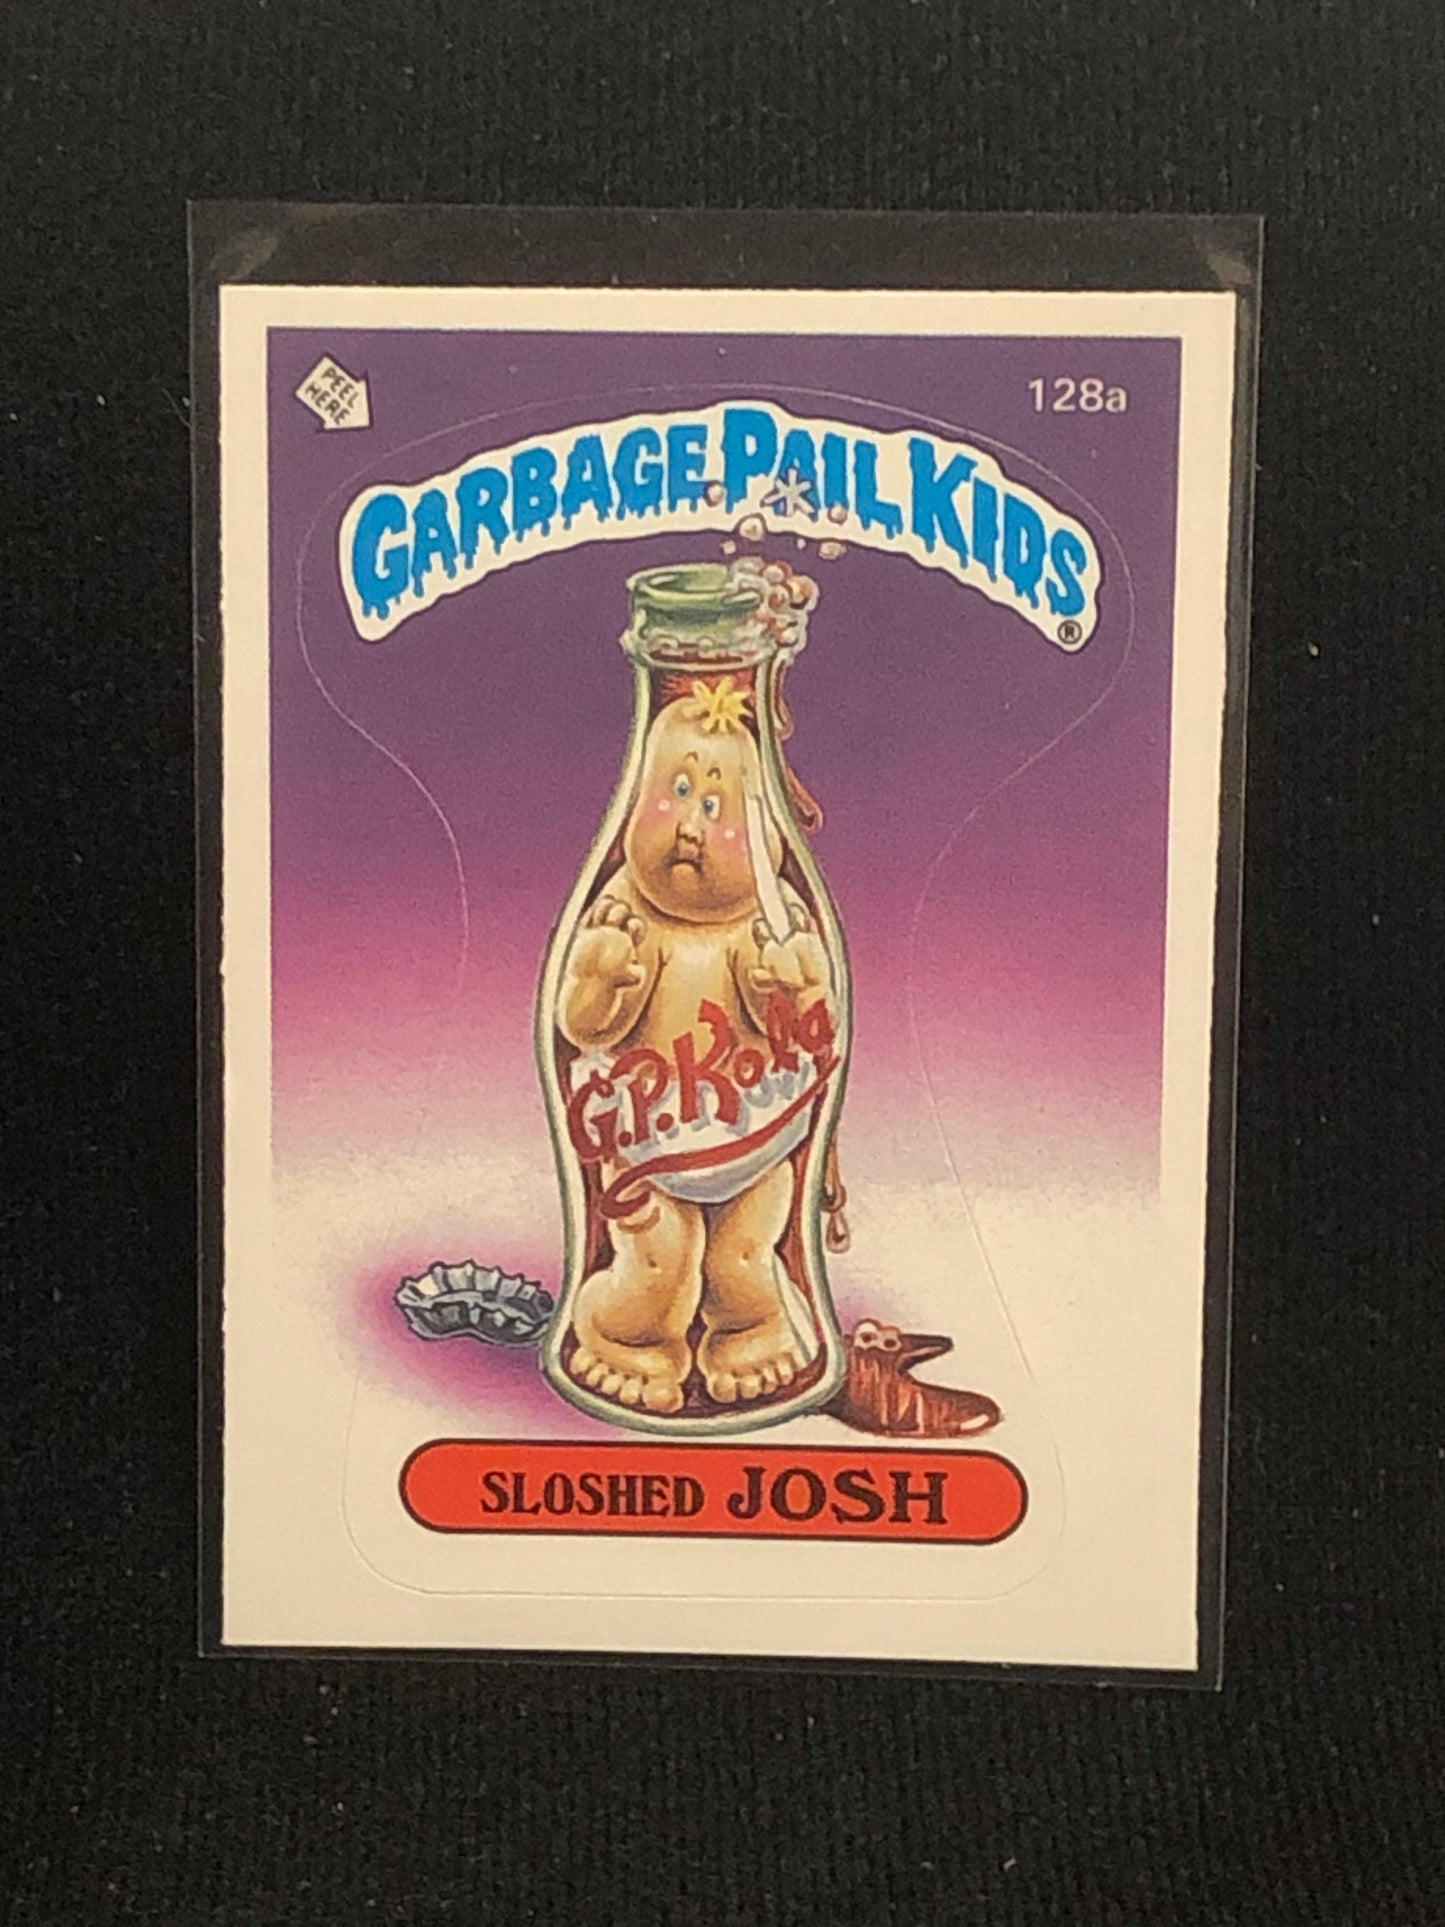 PEEL
HERE
128a
GARBAGE PAIL KIDS
®
G.P. Kola
SLOSHED JOSH